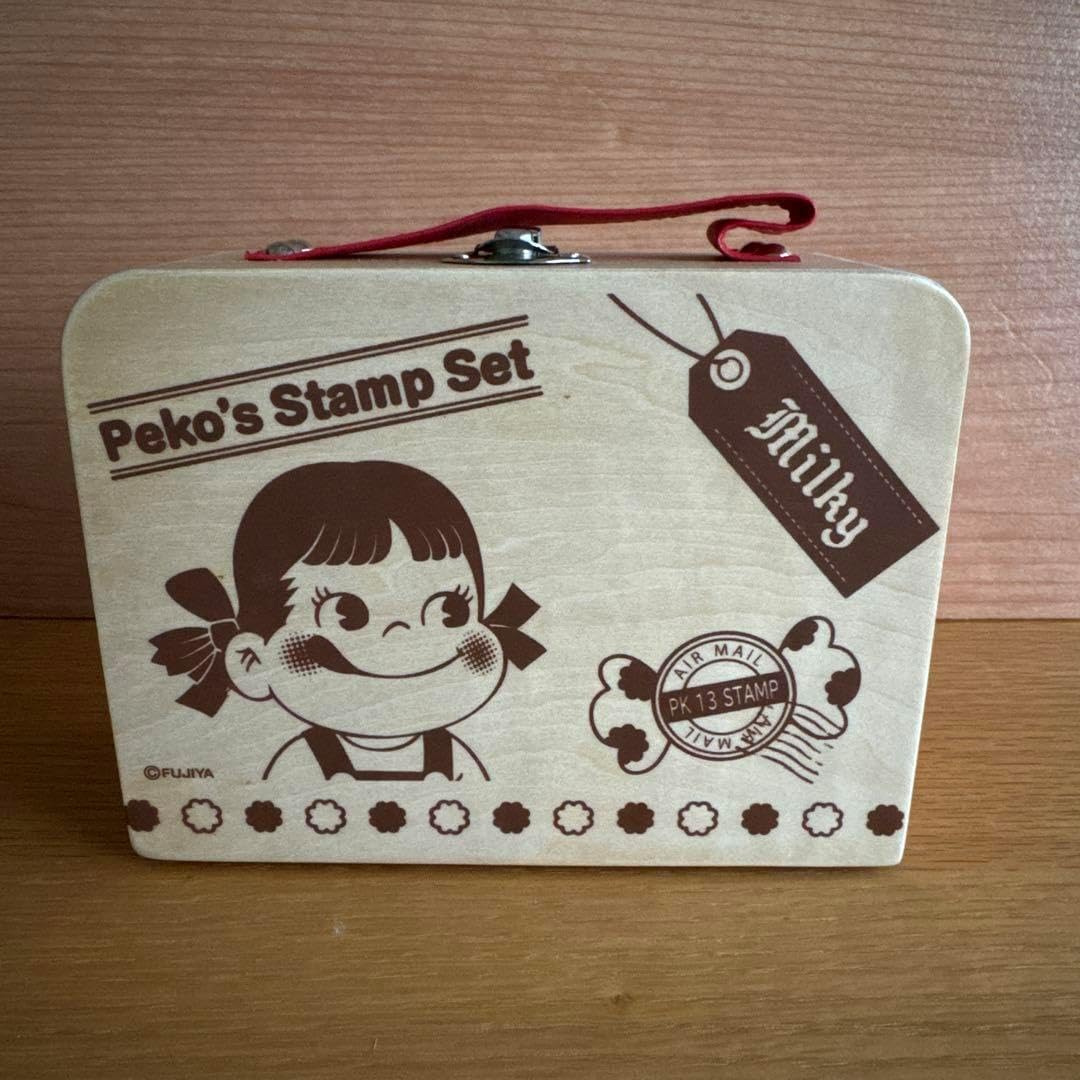 Peko's Stamp Set
Milky
AIR MAIL
PK 13 STAMP
AIR MAIL
©FUJIYA